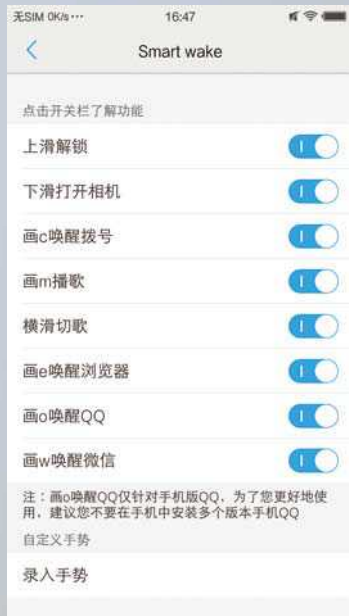 无SIM 0K/s··· 16:47
Smart wake
点击开关栏了解功能
上滑解锁
下滑打开相机
画c唤醒拨号
画m播歌
横滑切歌
画e唤醒浏览器
画o唤醒QQ
画w唤醒微信
注：画o唤醒QQ仅针对手机版QQ，为了您更好地使
用，建议您不要在手机中安装多个版本手机QQ
自定义手势
录入手势